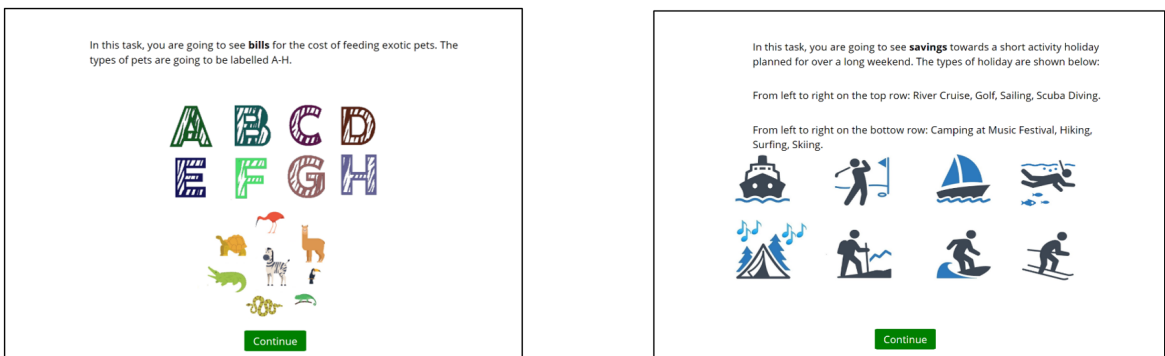 In this task, you are going to see bills for the cost of feeding exotic pets. The
types of pets are going to be labelled A-H.
A B C D
E F G H
Continue
In this task, you are going to see savings towards a short activity holiday
planned for over a long weekend. The types of holiday are shown below:
From left to right on the top row: River Cruise, Golf, Sailing, Scuba Diving.
From left to right on the bottow row: Camping at Music Festival, Hiking,
Surfing, Skiing.
Continue